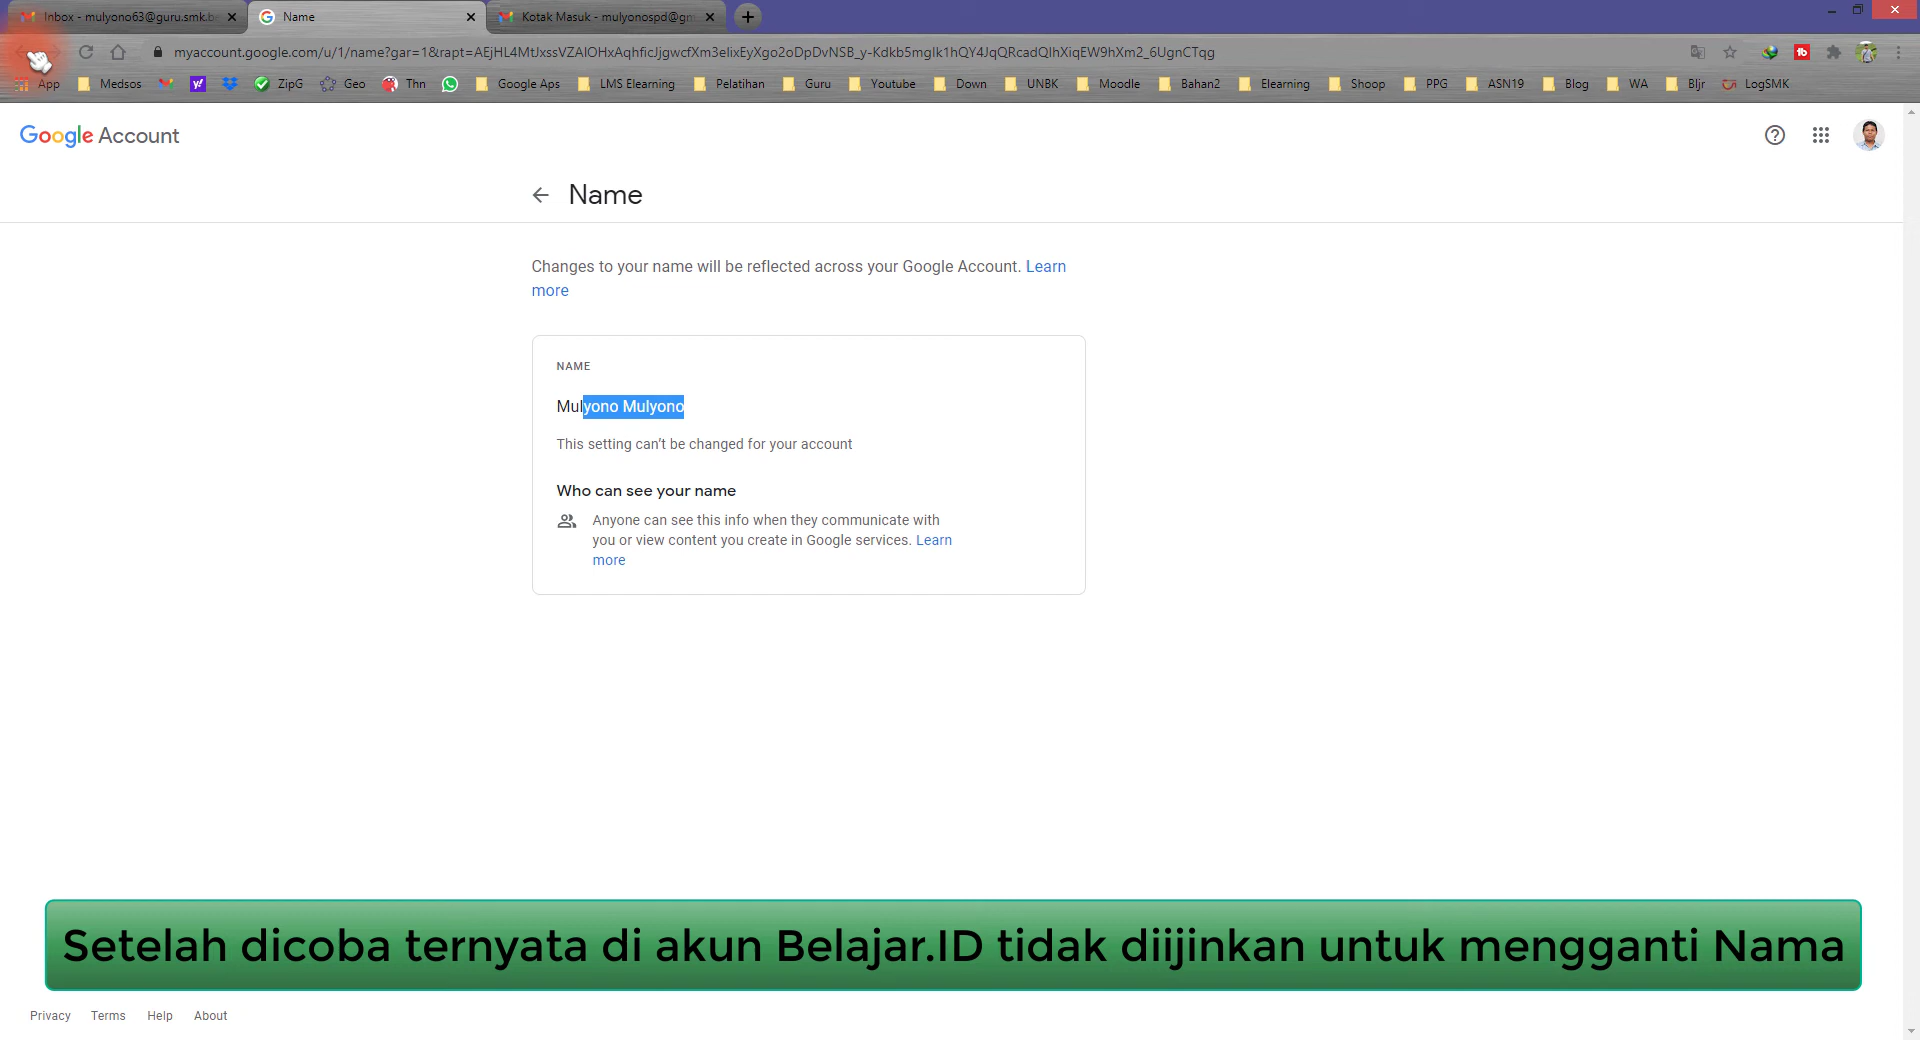 Inbox - mulyono63@guru.smk.be
Name
Kotak Masuk - mulyonospd@gm
myaccount.google.com/u/1/name?gar=1&rapt=AEjHL4MtJxssVZAlOHxAqhficJjgwcfXm3elixEyXgo2oDpDvNSB_y-Kdkb5mglk1hQY4JqQRcadQlhXiqEW9hXm2_6UgnCTqg
App Medsos ZipG Geo Thn Google Aps LMS Elearning Pelatihan Guru Youtube Down UNBK Moodle Bahan2 Elearning Shoop PPG ASN19 Blog WA Bljr LogSMK
Google Account
Name
Changes to your name will be reflected across your Google Account. Learn
more
NAME
Mulyono Mulyono
This setting can't be changed for your account
Who can see your name
Anyone can see this info when they communicate with
you or view content you create in Google services. Learn
more
Setelah dicoba ternyata di akun Belajar.ID tidak diijinkan untuk mengganti Nama
Privacy Terms Help About